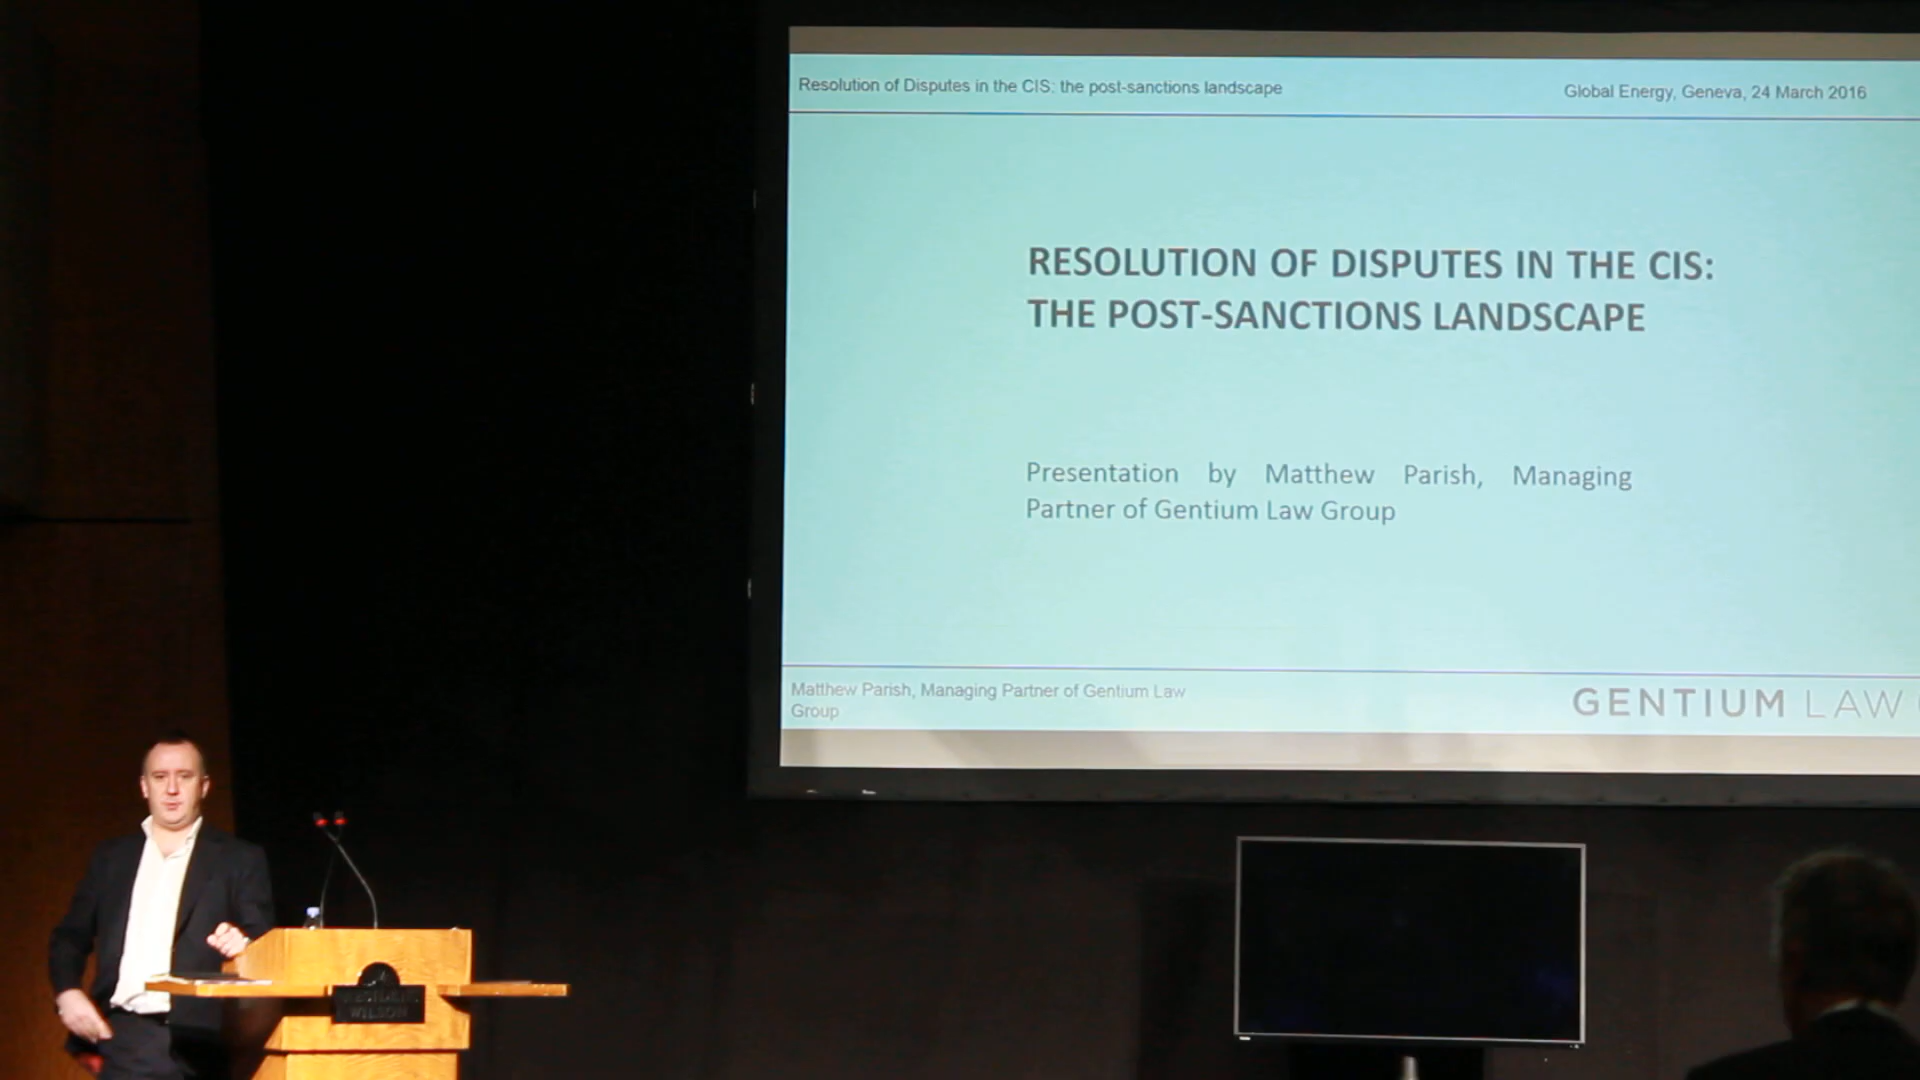 Resolution of Disputes in the CIS: the post-sanctions landscape
Global Energy, Geneva, 24 March 2016
RESOLUTION OF DISPUTES IN THE CIS:
THE POST-SANCTIONS LANDSCAPE
Presentation by Matthew Parish, Managing
Partner of Gentium Law Group
Matthew Parish, Managing Partner of Gentium Law
Group
GENTIUM LAW
WILSON